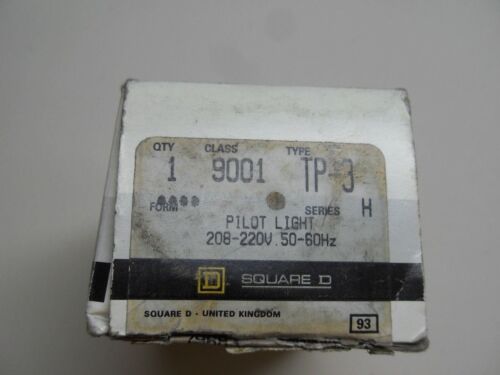 QTY CLASS TYPE
1 9001 TP-3
FORM SERIES H
PILOT LIGHT
208-220V.50-60Hz
D SQUARE D
SQUARE D · UNITED KINGDOM
93